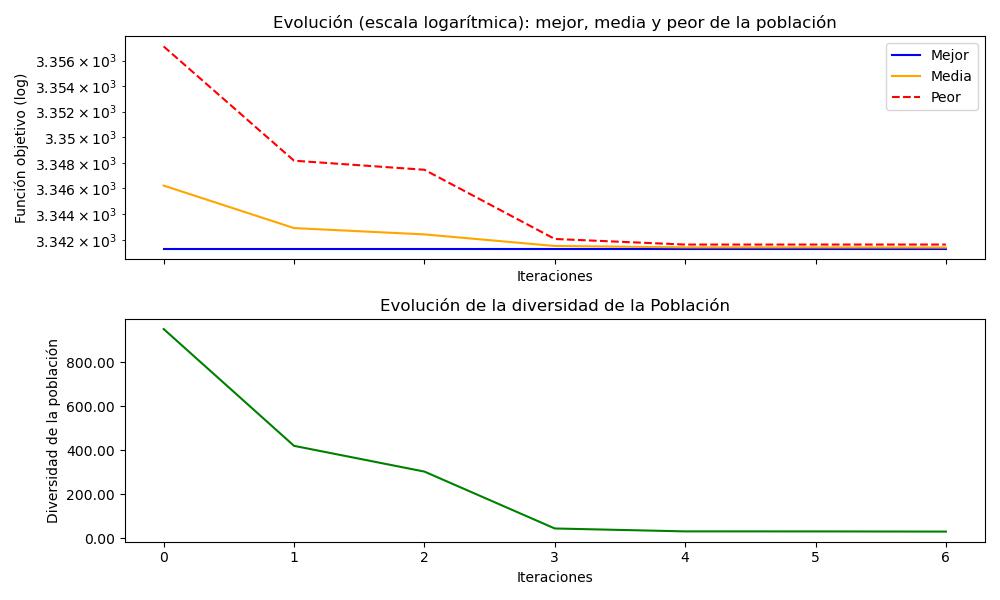 Evolución (escala logarítmica): mejor, media y peor de la población
Función objetivo (log)
3.356 × 10³
3.354 × 10³
3.352 × 10³
3.35 × 10³
3.348 × 10³
3.346 × 10³
3.344 × 10³
3.342 × 10³
Mejor
Media
Peor
Iteraciones
Evolución de la diversidad de la Población
Diversidad de la población
800.00
600.00
400.00
200.00
0.00
0 1 2 3 4 5 6
Iteraciones